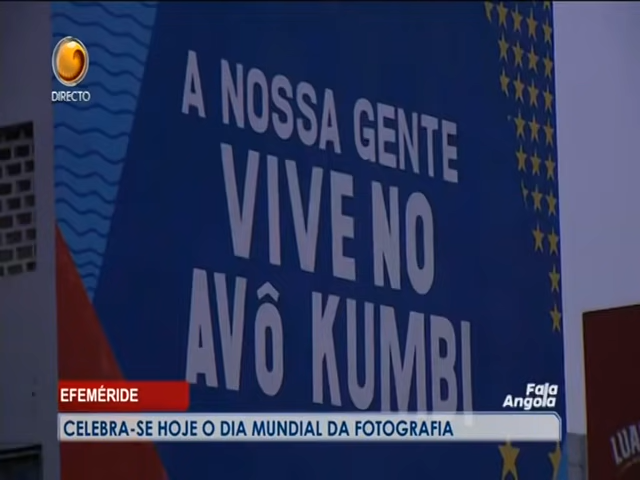 DIRECTO
A NOSSA GENTE
VIVE NO
AVÔ KUMBI
EFEMÉRIDE
Fala
Angola
CELEBRA-SE HOJE O DIA MUNDIAL DA FOTOGRAFIA